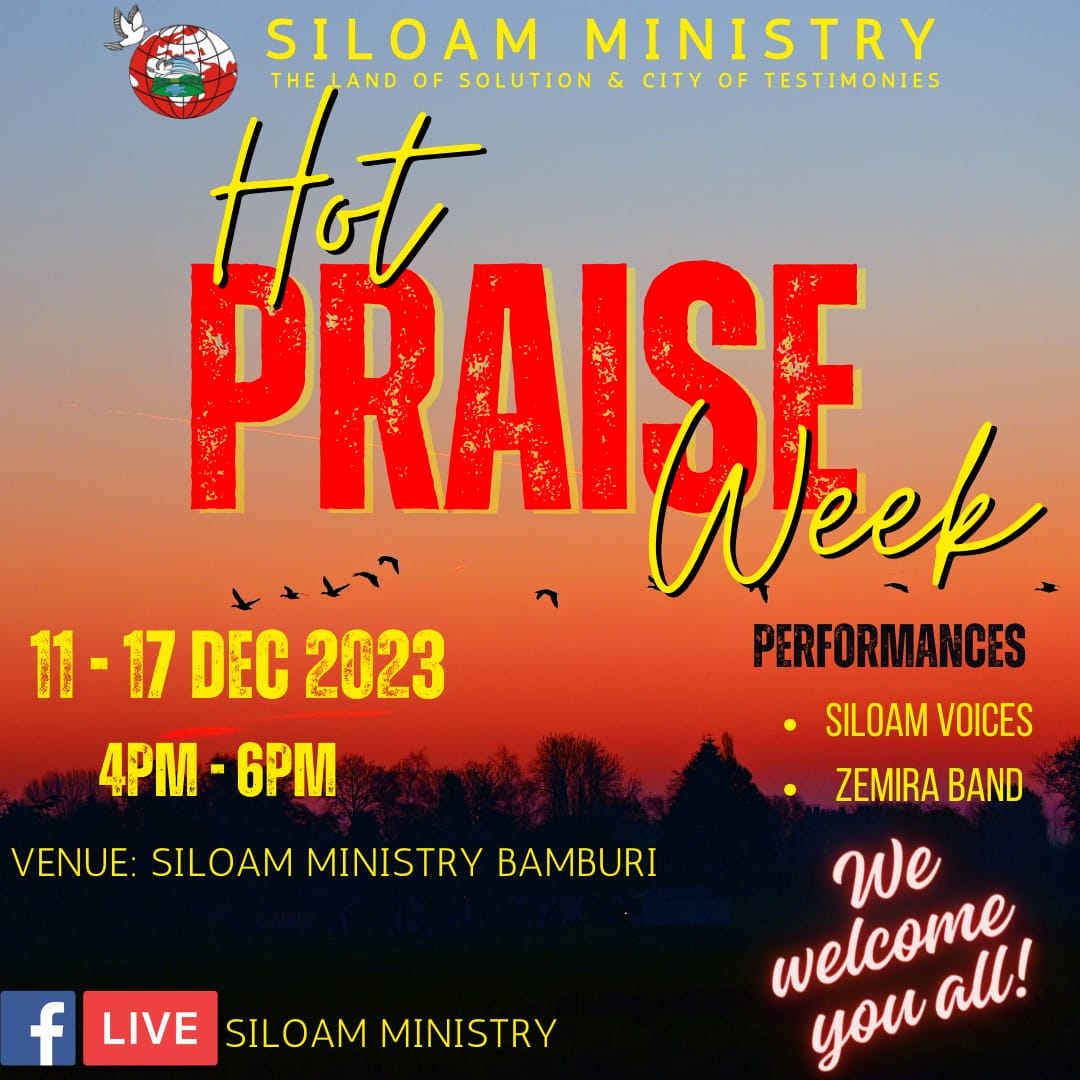 SILOAM MINISTRY
THE LAND OF SOLUTION & CITY OF TESTIMONIES
Hot
PRAISE
Week
11 - 17 DEC 2023
4PM - 6PM
VENUE: SILOAM MINISTRY BAMBURI
PERFORMANCES
• SILOAM VOICES
• ZEMIRA BAND
We
welcome
you all!
f LIVE SILOAM MINISTRY